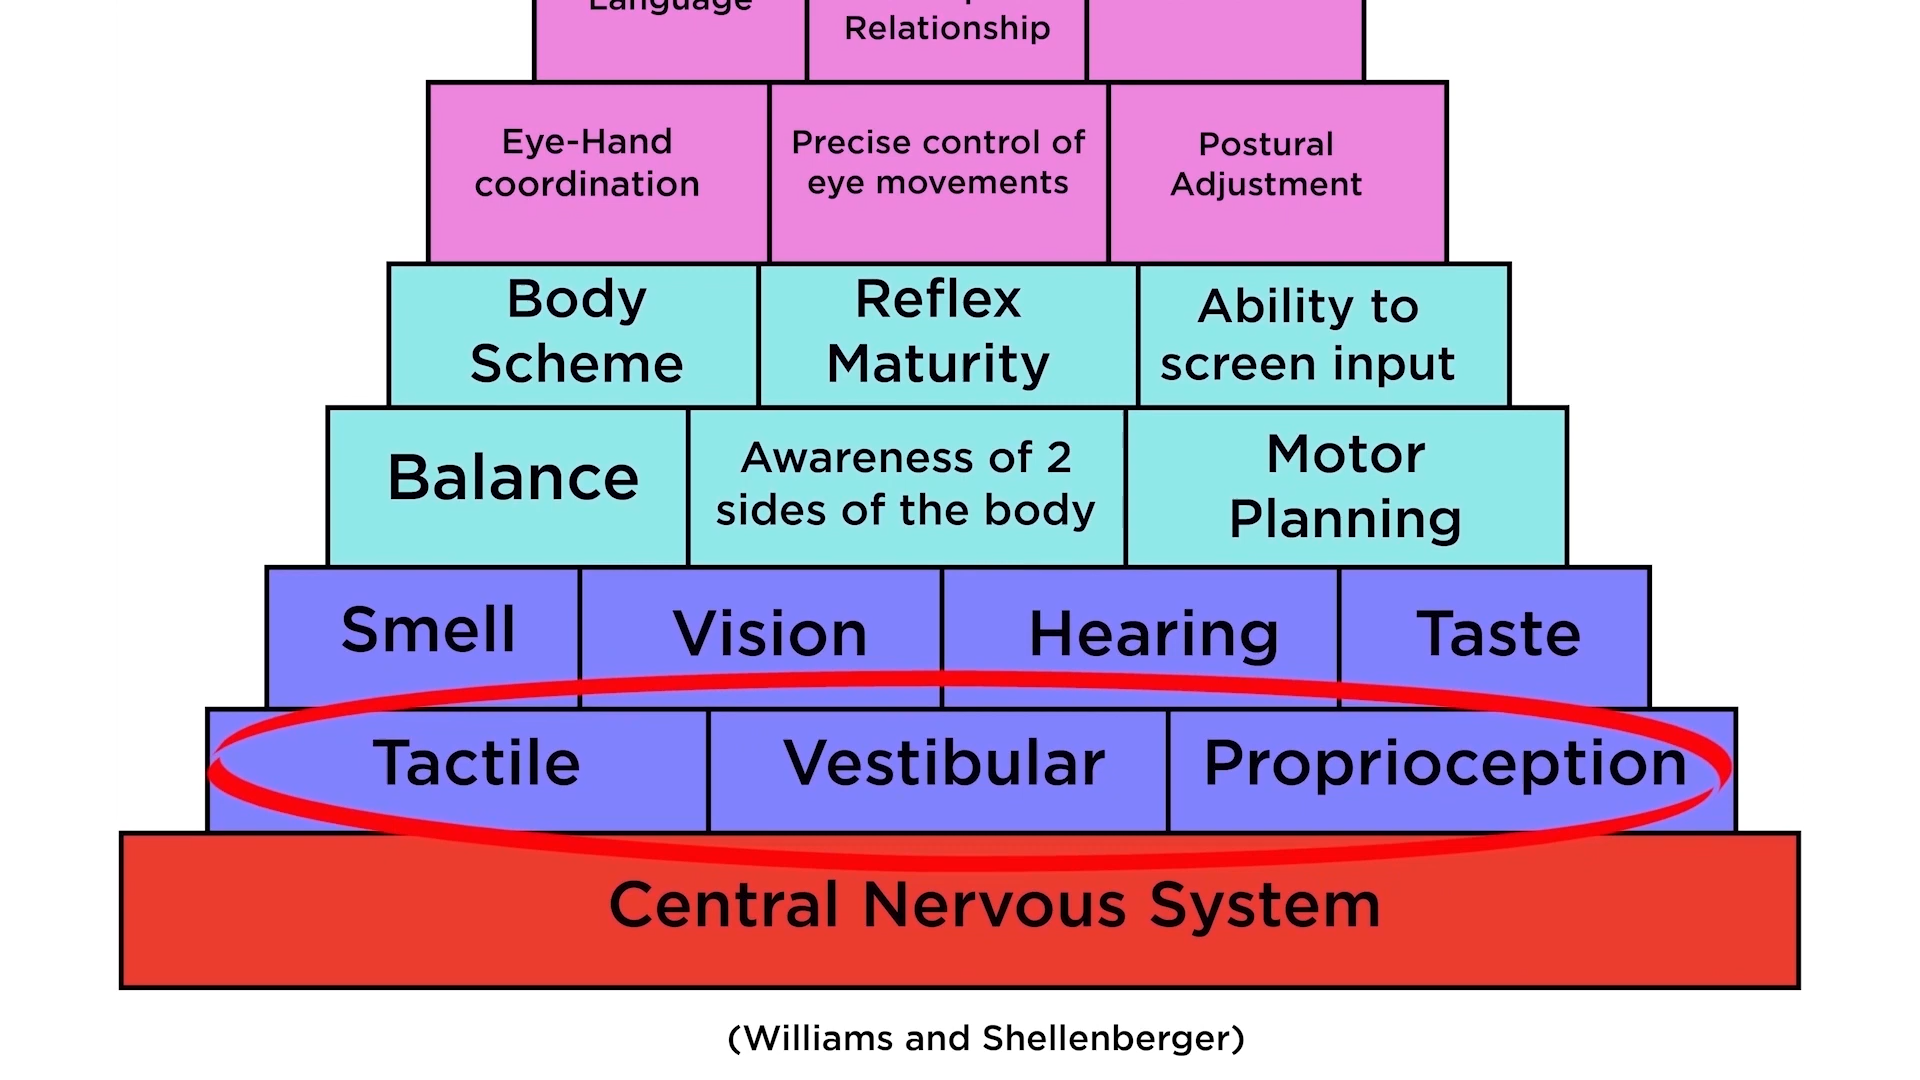 Language
Relationship
Eye-Hand
coordination
Precise control of
eye movements
Postural
Adjustment
Body
Scheme
Reflex
Maturity
Ability to
screen input
Balance
Awareness of 2
sides of the body
Motor
Planning
Smell
Vision
Hearing
Taste
Tactile
Vestibular
Proprioception
Central Nervous System
(Williams and Shellenberger)